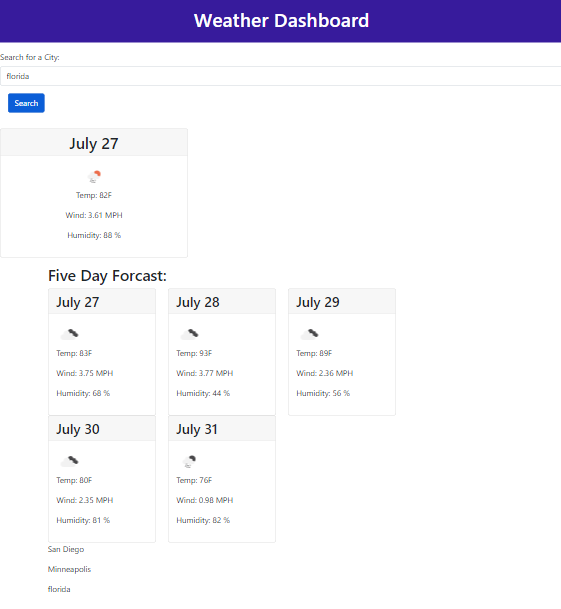 Weather Dashboard
Search for a City:
florida
Search
July 27
Temp: 82F
Wind: 3.61 MPH
Humidity: 88 %
Five Day Forcast:
July 27
Temp: 83F
Wind: 3.75 MPH
Humidity: 68 %
July 28
Temp: 93F
Wind: 3.77 MPH
Humidity: 44 %
July 29
Temp: 89F
Wind: 2.36 MPH
Humidity: 56 %
July 30
Temp: 80F
Wind: 2.35 MPH
Humidity: 81 %
July 31
Temp: 76F
Wind: 0.98 MPH
Humidity: 82 %
San Diego
Minneapolis
florida